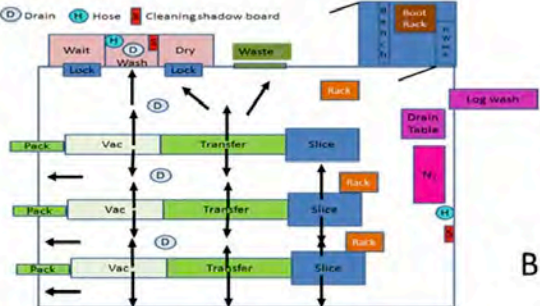 D Drain H Hose S Cleaning shadow board
Boot
Rack
Wait
H
D
S
Wash
Dry
Waste
Lock
Lock
Rack
Log wash
D
Drain
Table
Pack
Vac
Transfer
Slice
D
Rack
N₂
Pack
Vac
Transfer
Slice
H
S
D
Rack
Pack
Vac
Transfer
Slice
B